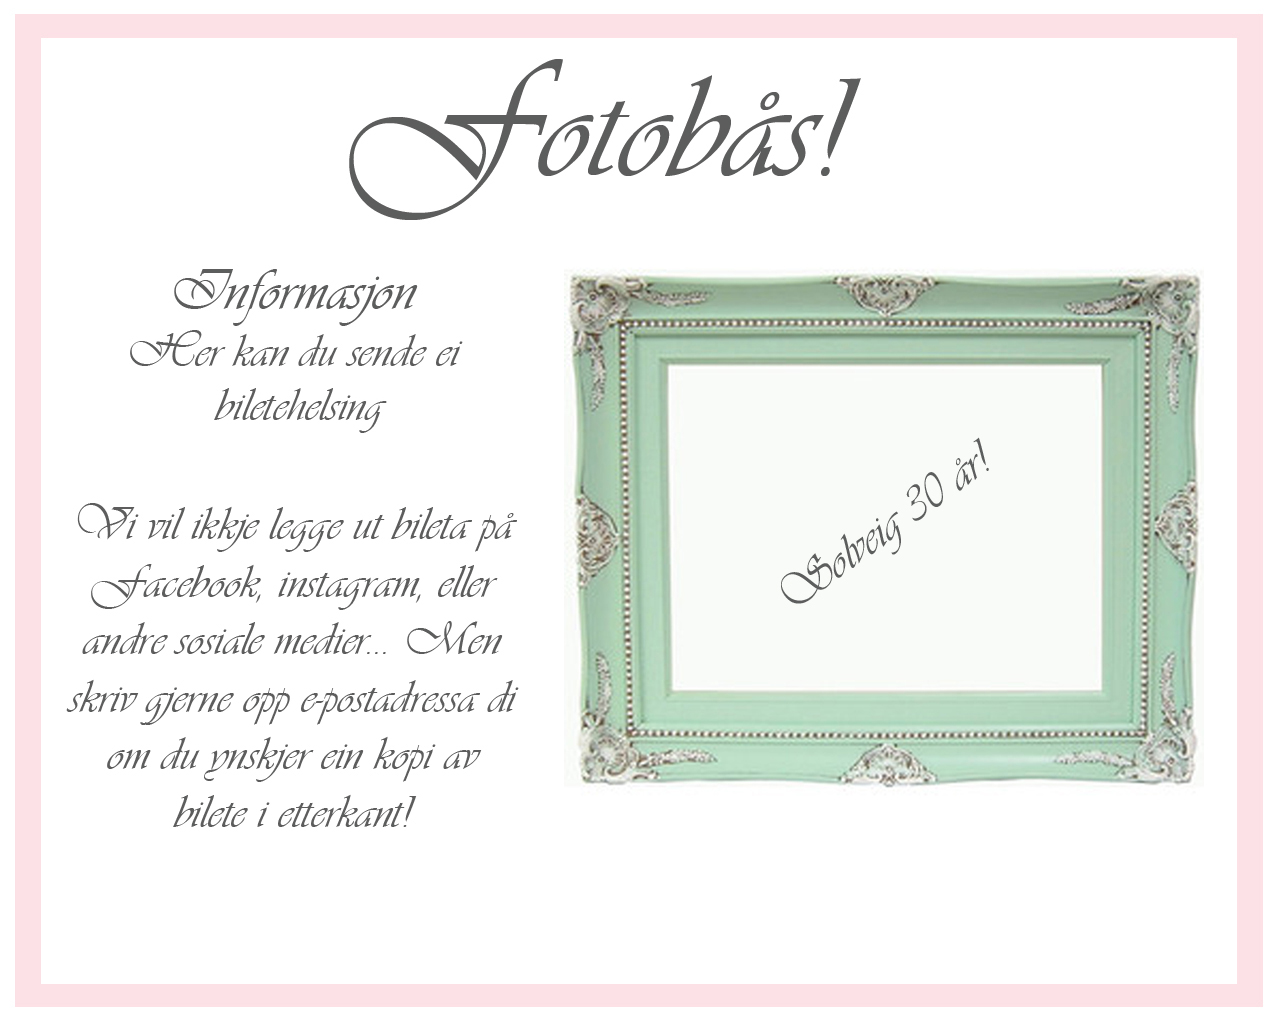 Fotobås!
Informasjon
Her kan du sende ei
biletehelsing
Vi vil ikkje legge ut bileta på
Facebook, instagram, eller
andre sosiale medier... Men
skriv gjerne opp e-postadressa di
om du ynskjer ein kopi av
bilete i etterkant!
Solveig 30 år!